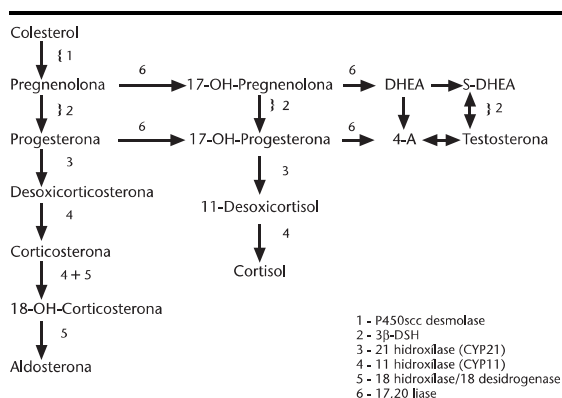 Colesterol
} 1
6 6
Pregnenolona 17-OH-Pregnenolona DHEA S-DHEA
} 2 } 2 } 2
6 6
Progesterona 17-OH-Progesterona 4-A Testosterona
3 3
Desoxicorticosterona 11-Desoxicortisol
4 4
Corticosterona Cortisol
4 + 5
18-OH-Corticosterona
5
Aldosterona
1 - P450scc desmolase
2 - 3β-DSH
3 - 21 hidroxílase (CYP21)
4 - 11 hidroxílase (CYP11)
5 - 18 hidroxílase/18 desidrogenase
6 - 17.20 liase